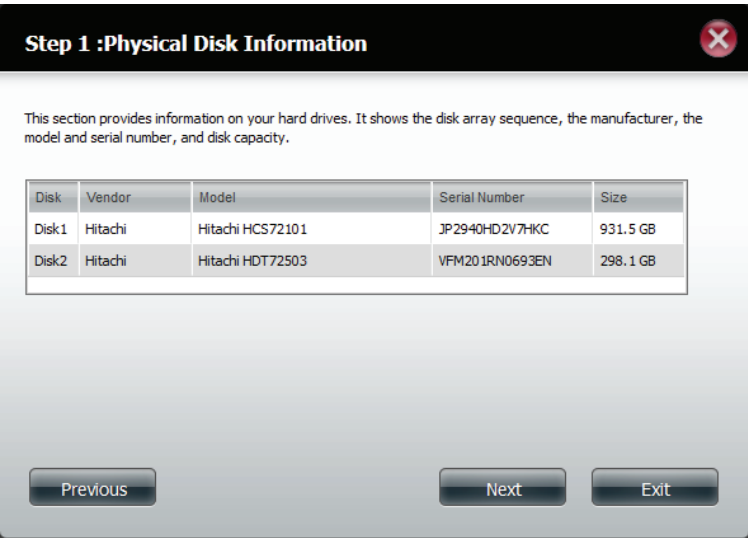 Step 1 :Physical Disk Information
This section provides information on your hard drives. It shows the disk array sequence, the manufacturer, the
model and serial number, and disk capacity.
Disk Vendor Model Serial Number Size
Disk1 Hitachi Hitachi HCS72101 JP2940HD2V7HKC 931.5 GB
Disk2 Hitachi Hitachi HDT72503 VFM201RN0693EN 298.1 GB
Previous Next Exit